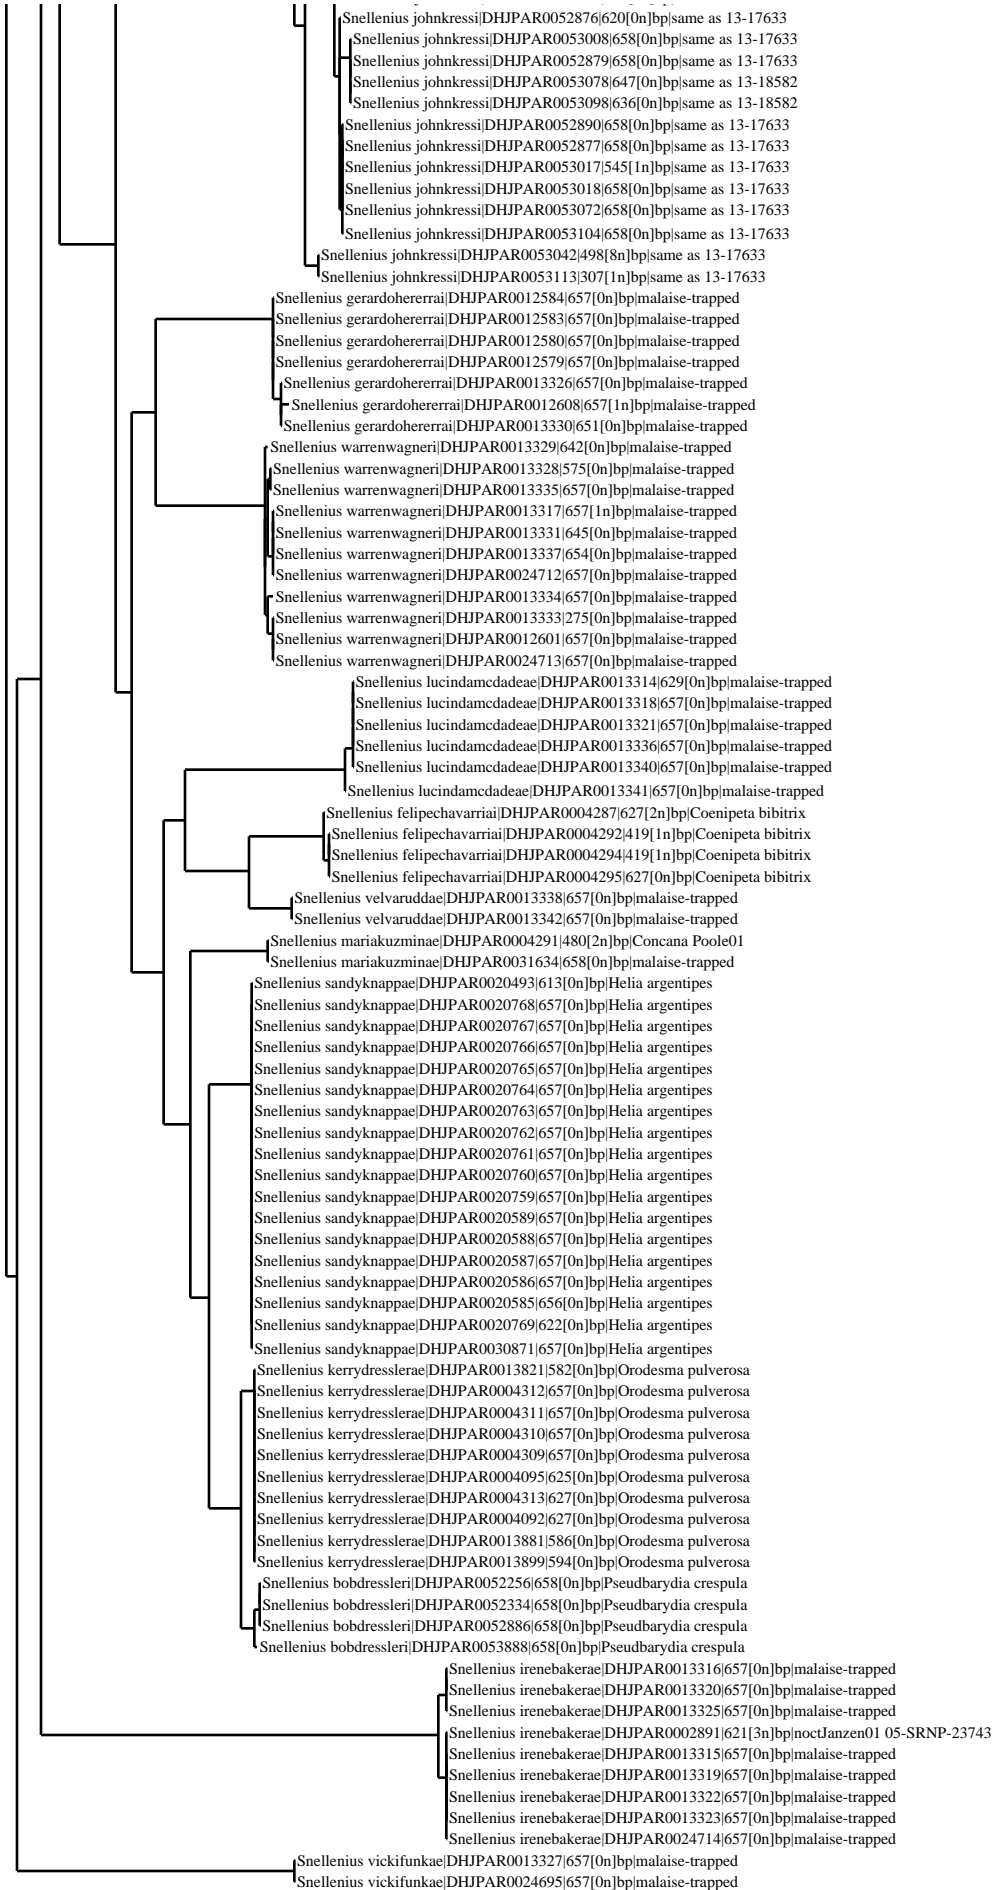 Snellenius johnkressi|DHJPAR0052876|620[0n]bp|same as 13-17633
Snellenius johnkressi|DHJPAR0053008|658[0n]bp|same as 13-17633
Snellenius johnkressi|DHJPAR0052879|658[0n]bp|same as 13-17633
Snellenius johnkressi|DHJPAR0053078|647[0n]bp|same as 13-18582
Snellenius johnkressi|DHJPAR0053098|636[0n]bp|same as 13-18582
Snellenius johnkressi|DHJPAR0052890|658[0n]bp|same as 13-17633
Snellenius johnkressi|DHJPAR0052877|658[0n]bp|same as 13-17633
Snellenius johnkressi|DHJPAR0053017|545[1n]bp|same as 13-17633
Snellenius johnkressi|DHJPAR0053018|658[0n]bp|same as 13-17633
Snellenius johnkressi|DHJPAR0053072|658[0n]bp|same as 13-17633
Snellenius johnkressi|DHJPAR0053104|658[0n]bp|same as 13-17633
Snellenius johnkressi|DHJPAR0053042|498[8n]bp|same as 13-17633
Snellenius johnkressi|DHJPAR0053113|307[1n]bp|same as 13-17633
Snellenius gerardohererrai|DHJPAR0012584|657[0n]bp|malaise-trapped
Snellenius gerardohererrai|DHJPAR0012583|657[0n]bp|malaise-trapped
Snellenius gerardohererrai|DHJPAR0012580|657[0n]bp|malaise-trapped
Snellenius gerardohererrai|DHJPAR0012579|657[0n]bp|malaise-trapped
Snellenius gerardohererrai|DHJPAR0013326|657[0n]bp|malaise-trapped
Snellenius gerardohererrai|DHJPAR0012608|657[1n]bp|malaise-trapped
Snellenius gerardohererrai|DHJPAR0013330|651[0n]bp|malaise-trapped
Snellenius warrenwagneri|DHJPAR0013329|642[0n]bp|malaise-trapped
Snellenius warrenwagneri|DHJPAR0013328|575[0n]bp|malaise-trapped
Snellenius warrenwagneri|DHJPAR0013335|657[0n]bp|malaise-trapped
Snellenius warrenwagneri|DHJPAR0013317|657[1n]bp|malaise-trapped
Snellenius warrenwagneri|DHJPAR0013331|645[0n]bp|malaise-trapped
Snellenius warrenwagneri|DHJPAR0013337|654[0n]bp|malaise-trapped
Snellenius warrenwagneri|DHJPAR0024712|657[0n]bp|malaise-trapped
Snellenius warrenwagneri|DHJPAR0013334|657[0n]bp|malaise-trapped
Snellenius warrenwagneri|DHJPAR0013333|275[0n]bp|malaise-trapped
Snellenius warrenwagneri|DHJPAR0012601|657[0n]bp|malaise-trapped
Snellenius warrenwagneri|DHJPAR0024713|657[0n]bp|malaise-trapped
Snellenius lucindamcdadeae|DHJPAR0013314|629[0n]bp|malaise-trapped
Snellenius lucindamcdadeae|DHJPAR0013318|657[0n]bp|malaise-trapped
Snellenius lucindamcdadeae|DHJPAR0013321|657[0n]bp|malaise-trapped
Snellenius lucindamcdadeae|DHJPAR0013336|657[0n]bp|malaise-trapped
Snellenius lucindamcdadeae|DHJPAR0013340|657[0n]bp|malaise-trapped
Snellenius lucindamcdadeae|DHJPAR0013341|657[0n]bp|malaise-trapped
Snellenius felipechavarriai|DHJPAR0004287|627[2n]bp|Coenipeta bibitrix
Snellenius felipechavarriai|DHJPAR0004292|419[1n]bp|Coenipeta bibitrix
Snellenius felipechavarriai|DHJPAR0004294|419[1n]bp|Coenipeta bibitrix
Snellenius felipechavarriai|DHJPAR0004295|627[0n]bp|Coenipeta bibitrix
Snellenius velvaruddae|DHJPAR0013338|657[0n]bp|malaise-trapped
Snellenius velvaruddae|DHJPAR0013342|657[0n]bp|malaise-trapped
Snellenius mariakuzminae|DHJPAR0004291|480[2n]bp|Concana Poole01
Snellenius mariakuzminae|DHJPAR0031634|658[0n]bp|malaise-trapped
Snellenius sandyknappae|DHJPAR0020493|613[0n]bp|Helia argentipes
Snellenius sandyknappae|DHJPAR0020768|657[0n]bp|Helia argentipes
Snellenius sandyknappae|DHJPAR0020767|657[0n]bp|Helia argentipes
Snellenius sandyknappae|DHJPAR0020766|657[0n]bp|Helia argentipes
Snellenius sandyknappae|DHJPAR0020765|657[0n]bp|Helia argentipes
Snellenius sandyknappae|DHJPAR0020764|657[0n]bp|Helia argentipes
Snellenius sandyknappae|DHJPAR0020763|657[0n]bp|Helia argentipes
Snellenius sandyknappae|DHJPAR0020762|657[0n]bp|Helia argentipes
Snellenius sandyknappae|DHJPAR0020761|657[0n]bp|Helia argentipes
Snellenius sandyknappae|DHJPAR0020760|657[0n]bp|Helia argentipes
Snellenius sandyknappae|DHJPAR0020759|657[0n]bp|Helia argentipes
Snellenius sandyknappae|DHJPAR0020589|657[0n]bp|Helia argentipes
Snellenius sandyknappae|DHJPAR0020588|657[0n]bp|Helia argentipes
Snellenius sandyknappae|DHJPAR0020587|657[0n]bp|Helia argentipes
Snellenius sandyknappae|DHJPAR0020586|657[0n]bp|Helia argentipes
Snellenius sandyknappae|DHJPAR0020585|656[0n]bp|Helia argentipes
Snellenius sandyknappae|DHJPAR0020769|622[0n]bp|Helia argentipes
Snellenius sandyknappae|DHJPAR0030871|657[0n]bp|Helia argentipes
Snellenius kerrydresslerae|DHJPAR0013821|582[0n]bp|Orodesma pulverosa
Snellenius kerrydresslerae|DHJPAR0004312|657[0n]bp|Orodesma pulverosa
Snellenius kerrydresslerae|DHJPAR0004311|657[0n]bp|Orodesma pulverosa
Snellenius kerrydresslerae|DHJPAR0004310|657[0n]bp|Orodesma pulverosa
Snellenius kerrydresslerae|DHJPAR0004309|657[0n]bp|Orodesma pulverosa
Snellenius kerrydresslerae|DHJPAR0004095|625[0n]bp|Orodesma pulverosa
Snellenius kerrydresslerae|DHJPAR0004313|627[0n]bp|Orodesma pulverosa
Snellenius kerrydresslerae|DHJPAR0004092|627[0n]bp|Orodesma pulverosa
Snellenius kerrydresslerae|DHJPAR0013881|586[0n]bp|Orodesma pulverosa
Snellenius kerrydresslerae|DHJPAR0013899|594[0n]bp|Orodesma pulverosa
Snellenius bobdressleri|DHJPAR0052256|658[0n]bp|Pseudbarydia crespula
Snellenius bobdressleri|DHJPAR0052334|658[0n]bp|Pseudbarydia crespula
Snellenius bobdressleri|DHJPAR0052886|658[0n]bp|Pseudbarydia crespula
Snellenius bobdressleri|DHJPAR0053888|658[0n]bp|Pseudbarydia crespula
Snellenius irenebakerae|DHJPAR0013316|657[0n]bp|malaise-trapped
Snellenius irenebakerae|DHJPAR0013320|657[0n]bp|malaise-trapped
Snellenius irenebakerae|DHJPAR0013325|657[0n]bp|malaise-trapped
Snellenius irenebakerae|DHJPAR0002891|621[3n]bp|noctJanzen01 05-SRNP-23743
Snellenius irenebakerae|DHJPAR0013315|657[0n]bp|malaise-trapped
Snellenius irenebakerae|DHJPAR0013319|657[0n]bp|malaise-trapped
Snellenius irenebakerae|DHJPAR0013322|657[0n]bp|malaise-trapped
Snellenius irenebakerae|DHJPAR0013323|657[0n]bp|malaise-trapped
Snellenius irenebakerae|DHJPAR0024714|657[0n]bp|malaise-trapped
Snellenius vickifunkae|DHJPAR0013327|657[0n]bp|malaise-trapped
Snellenius vickifunkae|DHJPAR0024695|657[0n]bp|malaise-trapped